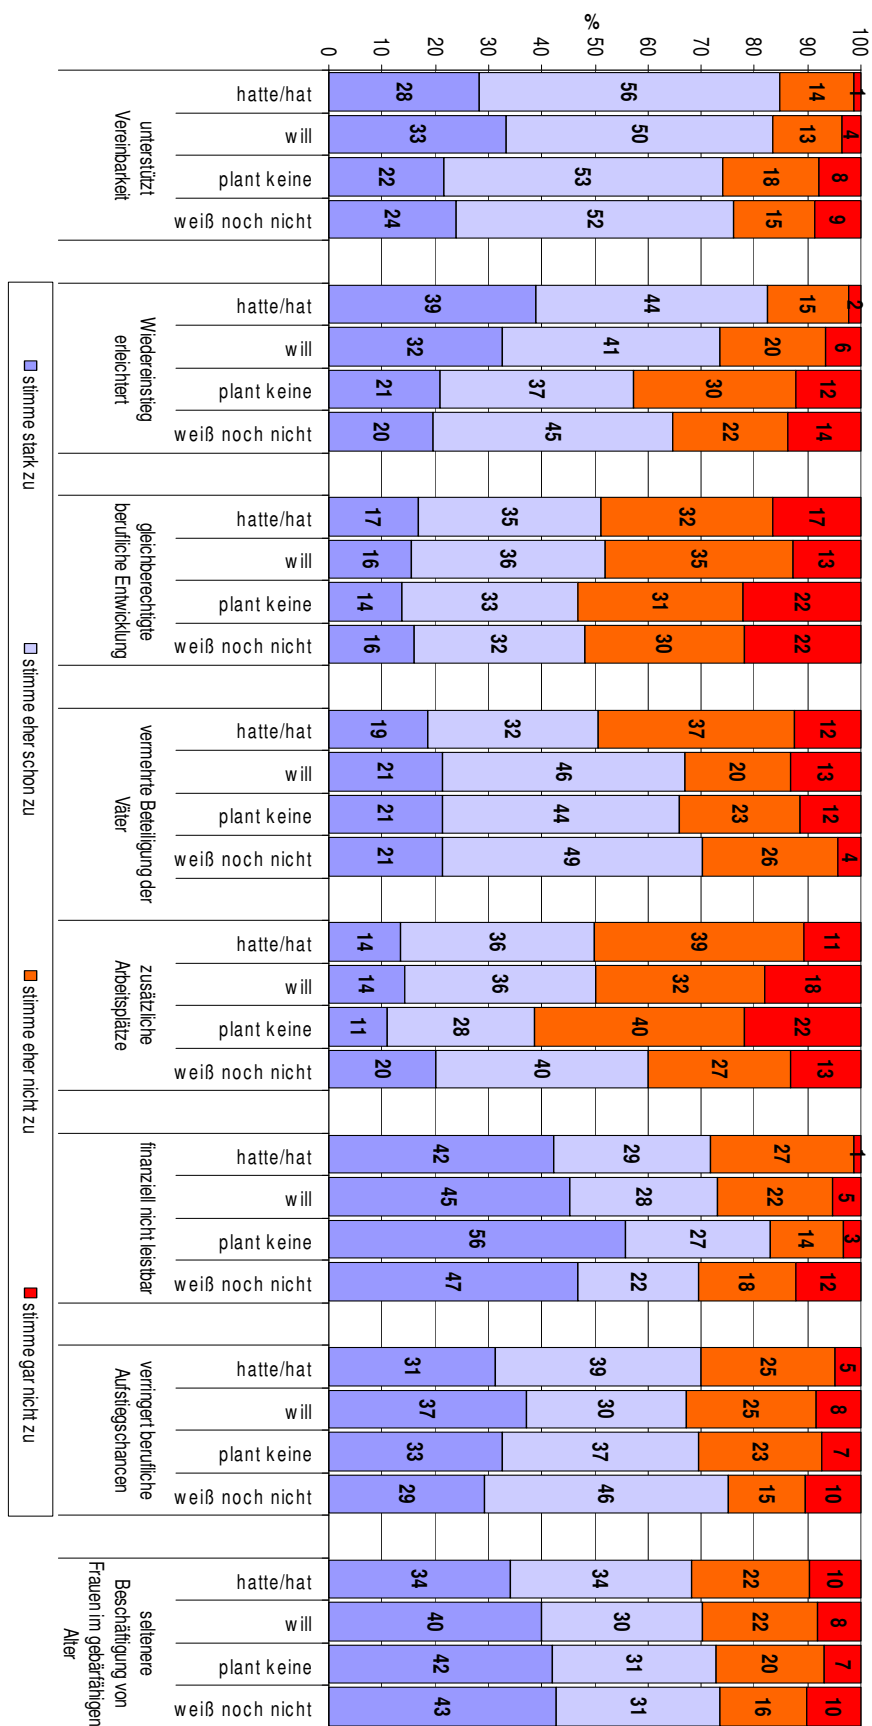 %
0
10
20
30
40
50
60
70
80
90
100
hatte/hat
28
56
14
1
will
33
50
13
4
plant keine
22
53
18
8
weiß noch nicht
24
52
15
9
unterstützt
Vereinbarkeit
hatte/hat
39
44
15
2
will
32
41
20
6
plant keine
21
37
30
12
weiß noch nicht
20
45
22
14
Wiedereinstieg
erleichtert
hatte/hat
17
35
32
17
will
16
36
35
13
plant keine
14
33
31
22
weiß noch nicht
16
32
30
22
gleichberechtigte
berufliche Entwicklung
hatte/hat
19
32
37
12
will
21
46
20
13
plant keine
21
44
23
12
weiß noch nicht
21
49
26
4
vermehrte Beteiligung der
Väter
hatte/hat
14
36
39
11
will
14
36
32
18
plant keine
11
28
40
22
weiß noch nicht
20
40
27
13
zusätzliche
Arbeitsplätze
hatte/hat
42
29
27
1
will
45
28
22
5
plant keine
56
27
14
3
weiß noch nicht
47
22
18
12
finanziell nicht leistbar
hatte/hat
31
39
25
5
will
37
30
25
8
plant keine
33
37
23
7
weiß noch nicht
29
46
15
10
verringert berufliche
Aufstiegschancen
hatte/hat
34
34
22
10
will
40
30
22
8
plant keine
42
31
20
7
weiß noch nicht
43
31
16
10
seltenere
Beschäftigung von
Frauen im gebärfähigen
Alter
stimme stark zu
stimme eher schon zu
stimme eher nicht zu
stimme gar nicht zu